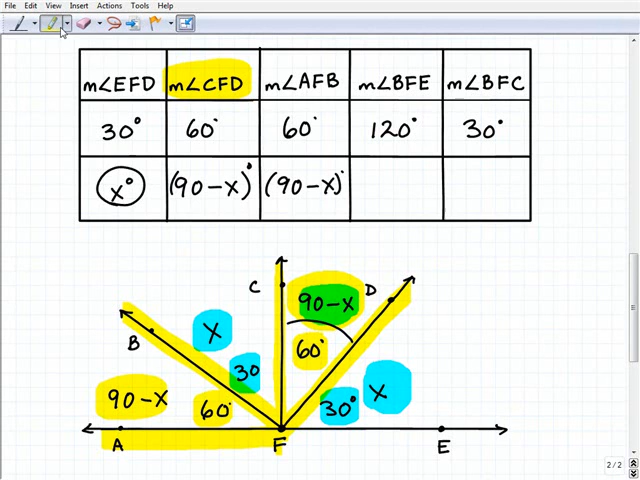 File Edit View Insert Actions Tools Help
m∠EFD m∠CFD m∠AFB m∠BFE m∠BFC
30° 60° 60° 120° 30°
x° (90-x)° (90-x)°
C 90-x D
B x
60°
30 x
90-x 60° 30°
A F E
2 / 2